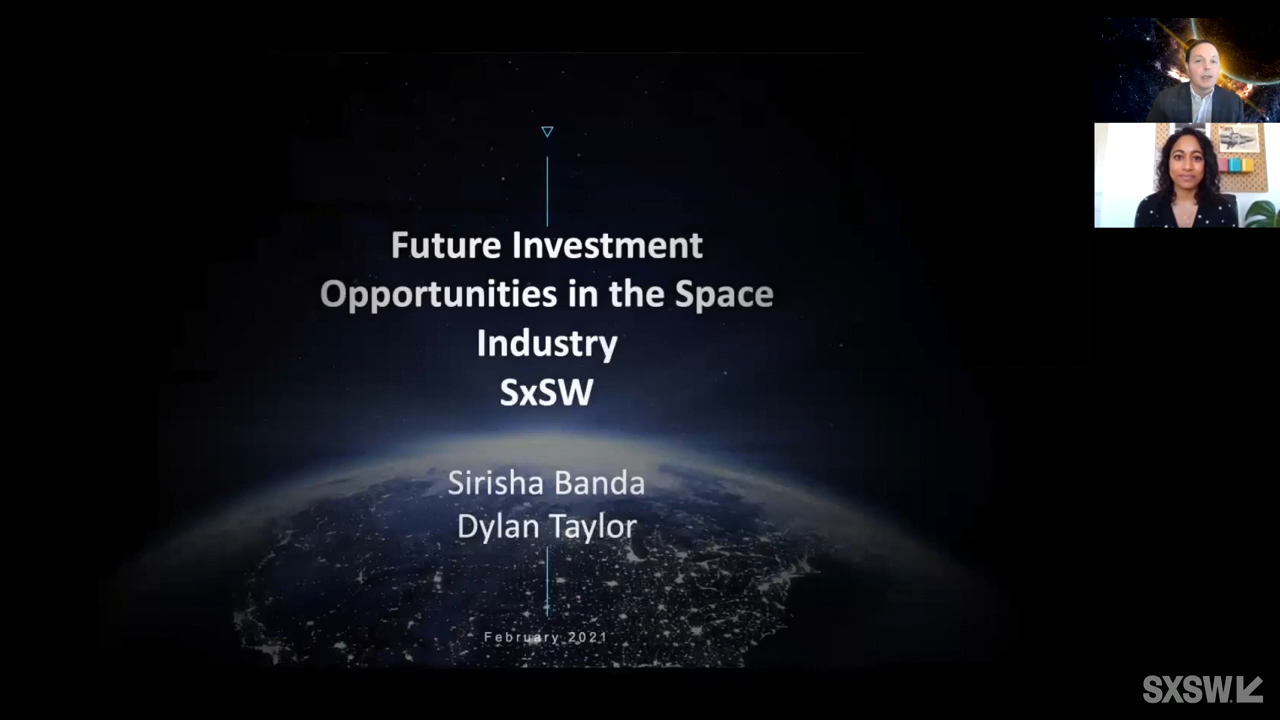 Future Investment
Opportunities in the Space
Industry
SxSW
Sirisha Banda
Dylan Taylor
February 2021
SXSW